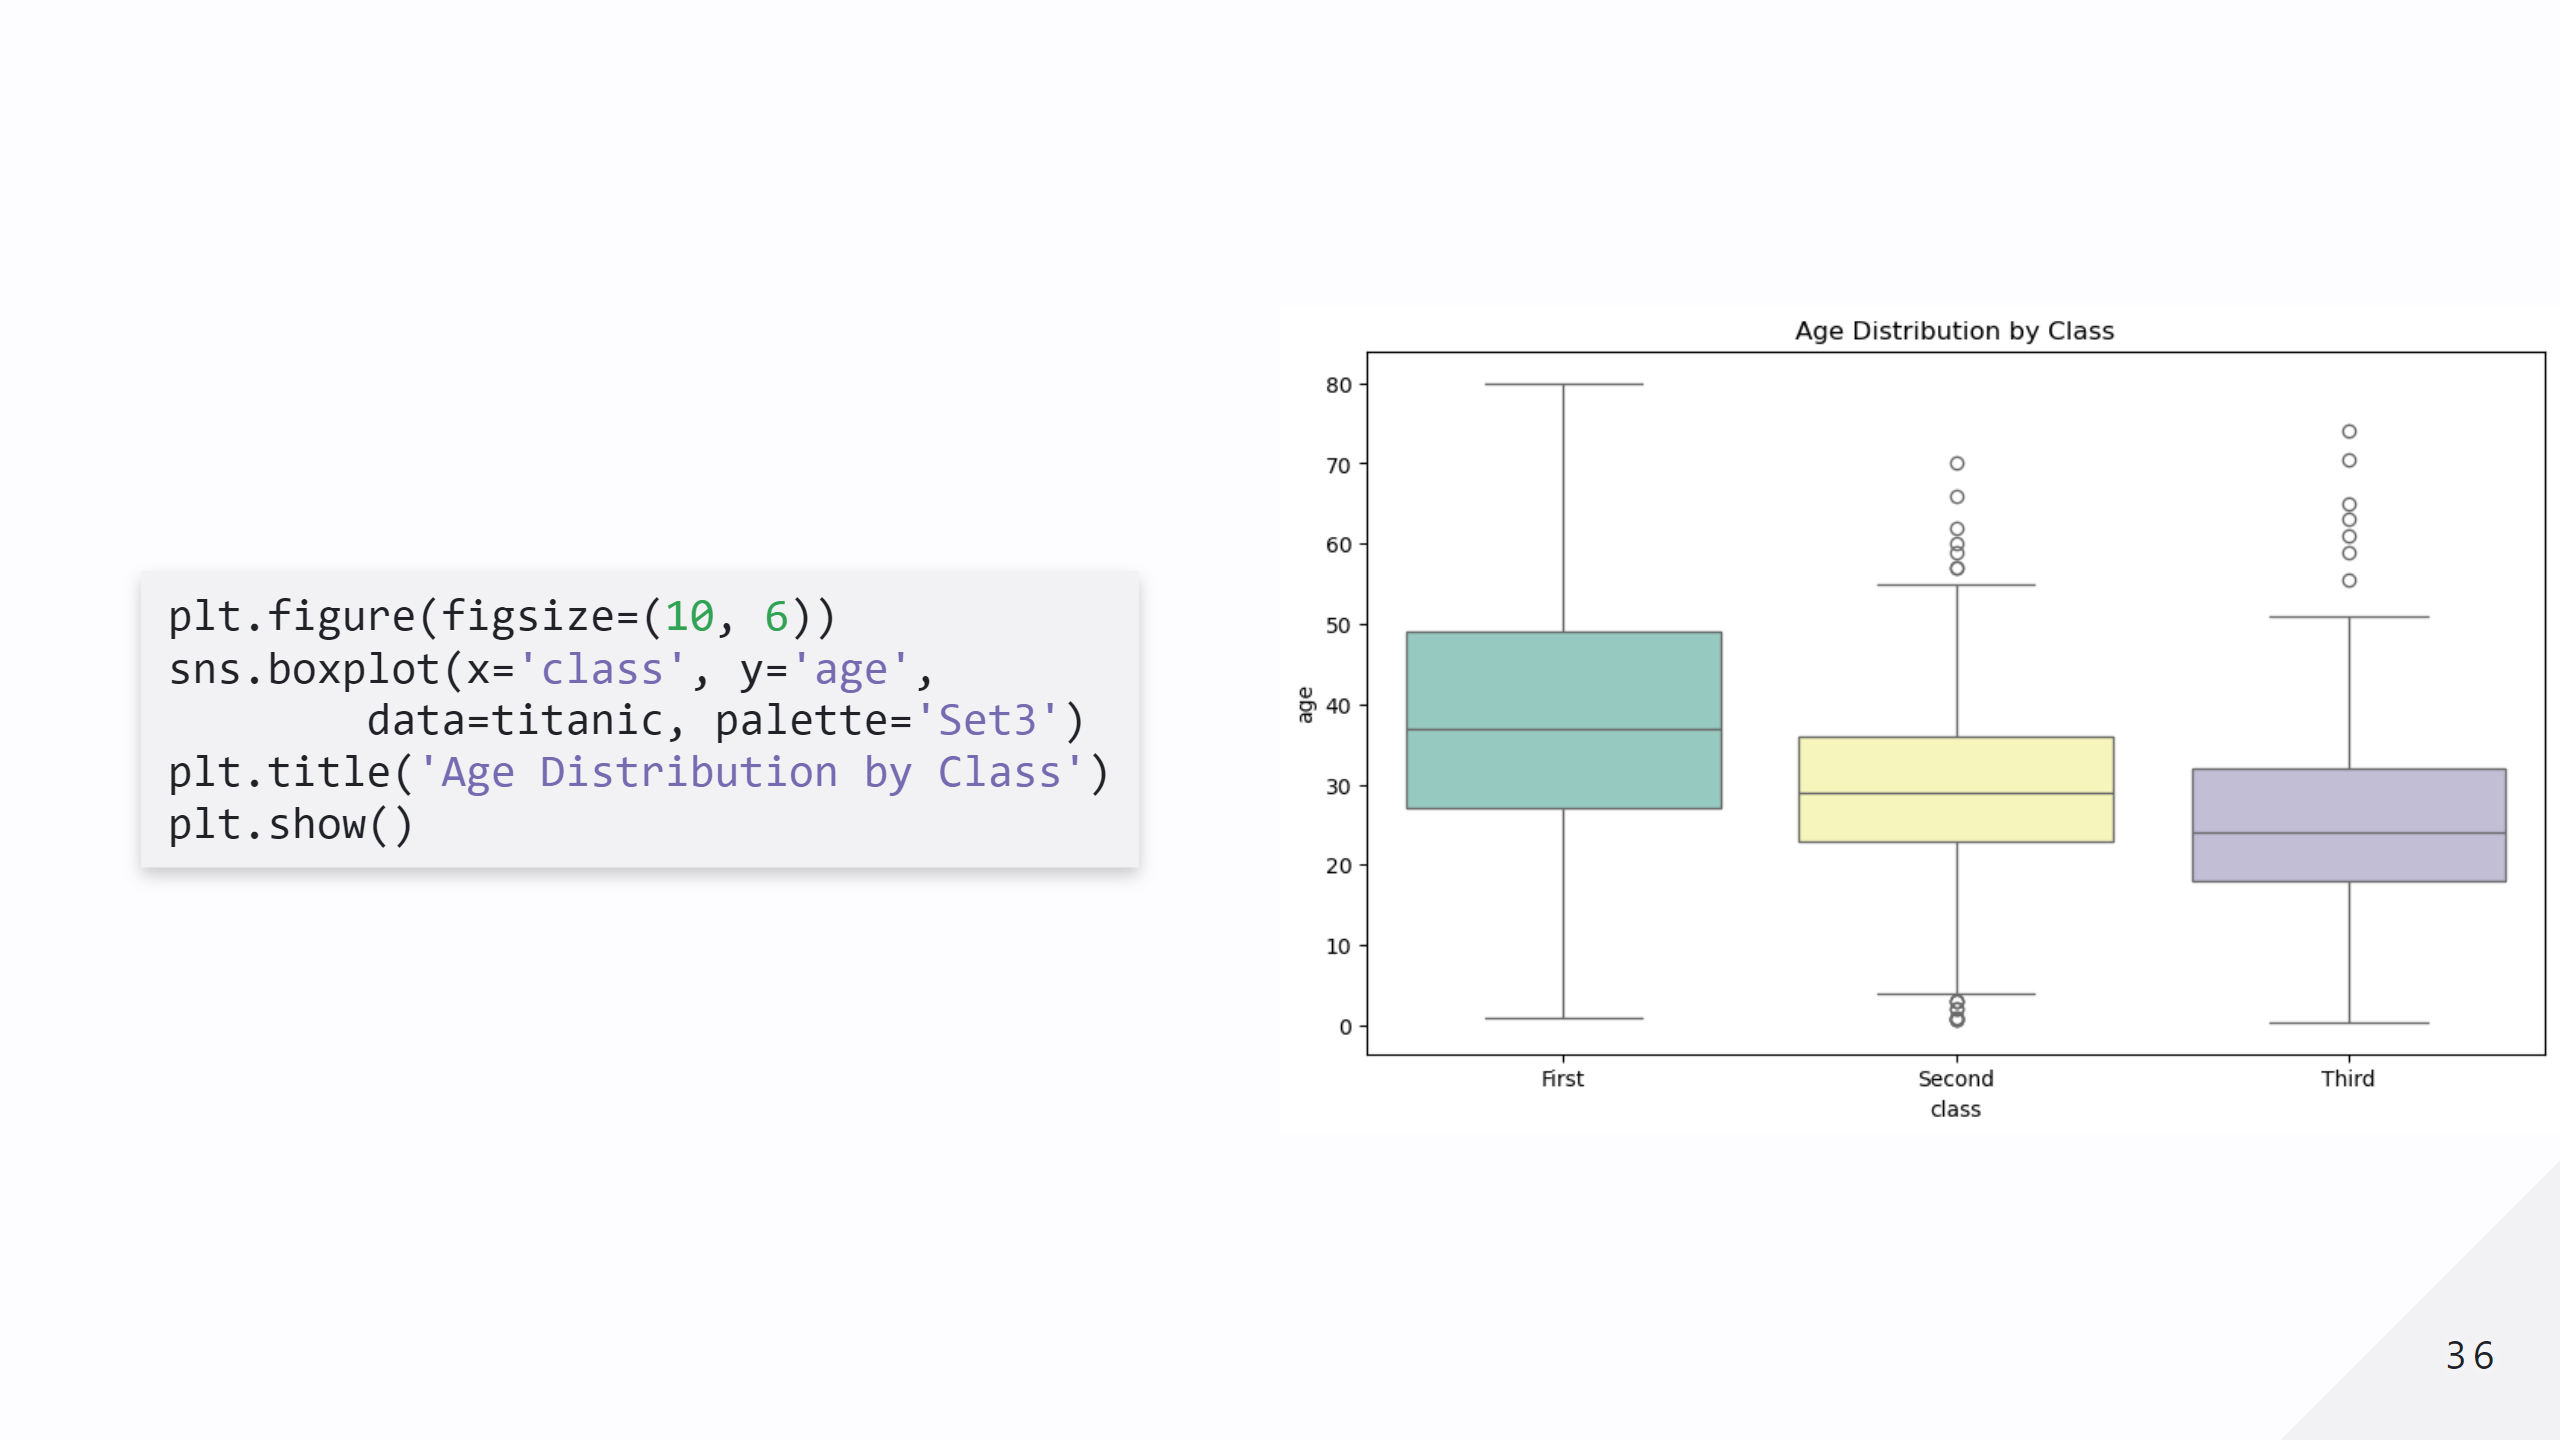 plt.figure(figsize=(10, 6))
sns.boxplot(x='class', y='age',
        data=titanic, palette='Set3')
plt.title('Age Distribution by Class')
plt.show()
Age Distribution by Class
80
70
60
50
40
30
20
10
0
age
First Second Third
class
36